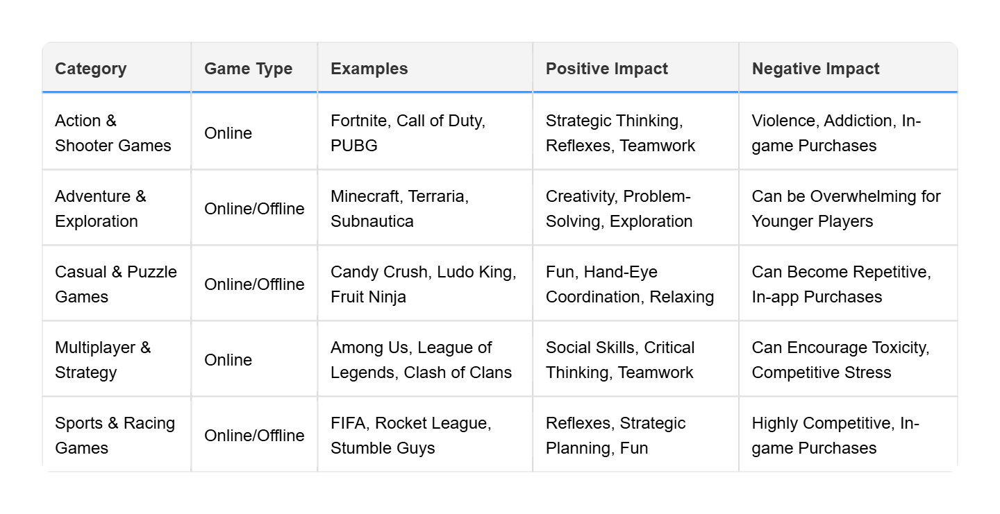 Category
Game Type
Examples
Positive Impact
Negative Impact
Action &
Shooter Games
Online
Fortnite, Call of Duty,
PUBG
Strategic Thinking,
Reflexes, Teamwork
Violence, Addiction, In-
game Purchases
Adventure &
Exploration
Online/Offline
Minecraft, Terraria,
Subnautica
Creativity, Problem-
Solving, Exploration
Can be Overwhelming for
Younger Players
Casual & Puzzle
Games
Online/Offline
Candy Crush, Ludo King,
Fruit Ninja
Fun, Hand-Eye
Coordination, Relaxing
Can Become Repetitive,
In-app Purchases
Multiplayer &
Strategy
Online
Among Us, League of
Legends, Clash of Clans
Social Skills, Critical
Thinking, Teamwork
Can Encourage Toxicity,
Competitive Stress
Sports & Racing
Games
Online/Offline
FIFA, Rocket League,
Stumble Guys
Reflexes, Strategic
Planning, Fun
Highly Competitive, In-
game Purchases